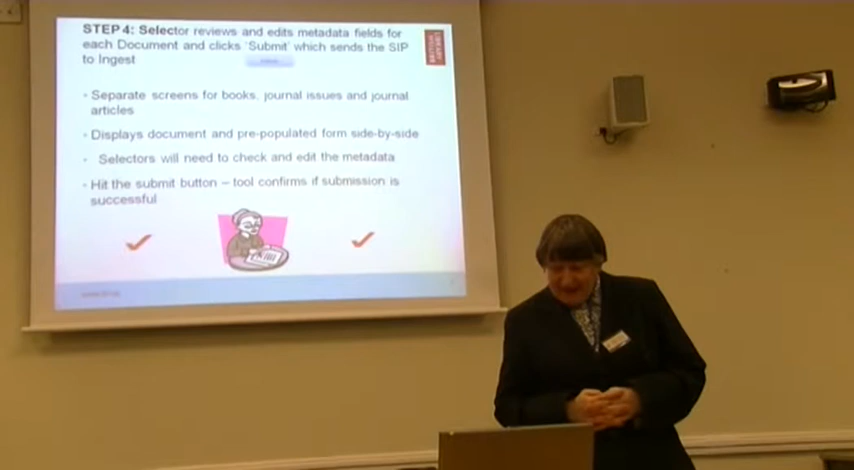 STEP 4: Selector reviews and edits metadata fields for
each Document and clicks 'Submit' which sends the SIP
to Ingest
LIBRARY
BRITISH
- Separate screens for books, journal issues and journal
articles
- Displays document and pre-populated form side-by-side
- Selectors will need to check and edit the metadata
- Hit the submit button – tool confirms if submission is
successful